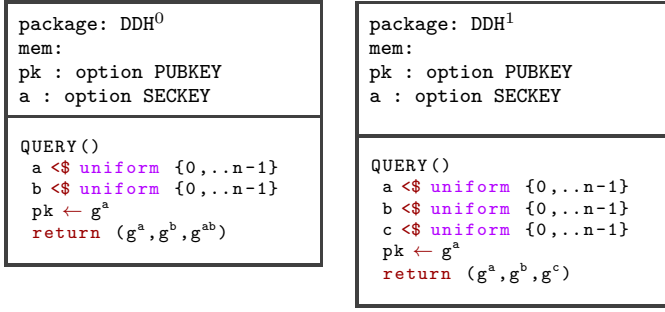 package: DDH⁰
mem:
pk : option PUBKEY
a : option SECKEY
QUERY()
a <$ uniform {0,..n-1}
b <$ uniform {0,..n-1}
pk ← gᵃ
return (gᵃ,gᵇ,gᵃᵇ)
package: DDH¹
mem:
pk : option PUBKEY
a : option SECKEY
QUERY()
a <$ uniform {0,..n-1}
b <$ uniform {0,..n-1}
c <$ uniform {0,..n-1}
pk ← gᵃ
return (gᵃ,gᵇ,gᶜ)